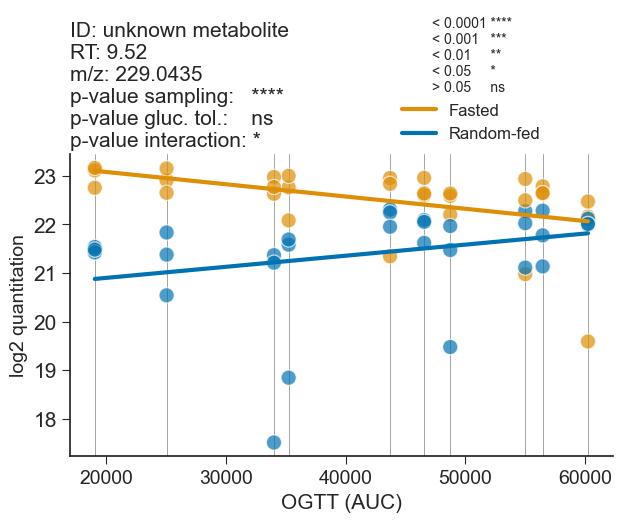 ID: unknown metabolite
RT: 9.52
m/z: 229.0435
p-value sampling: ****
p-value gluc. tol.: ns
p-value interaction: *
< 0.0001 ****
< 0.001 ***
< 0.01 **
< 0.05 *
> 0.05 ns
Fasted
Random-fed
log2 quantitation
23
22
21
20
19
18
20000 30000 40000 50000 60000
OGTT (AUC)